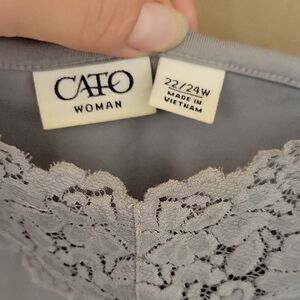 CATO
WOMAN
22/24W
MADE IN
VIETNAM